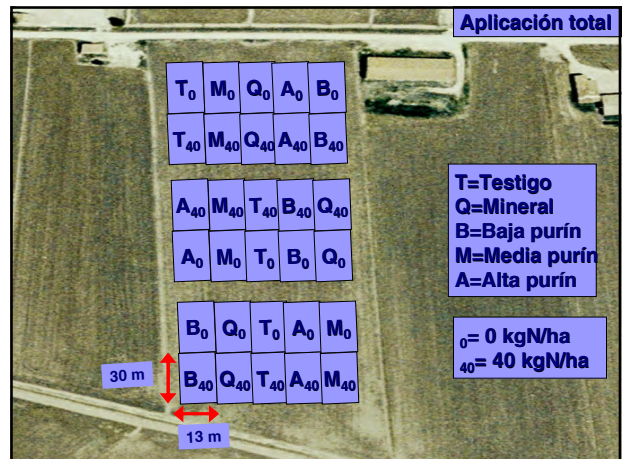 Aplicación total
T₀ M₀ Q₀ A₀ B₀
T₄₀ M₄₀ Q₄₀ A₄₀ B₄₀
A₄₀ M₄₀ T₄₀ B₄₀ Q₄₀
A₀ M₀ T₀ B₀ Q₀
B₀ Q₀ T₀ A₀ M₀
B₄₀ Q₄₀ T₄₀ A₄₀ M₄₀
30 m
13 m
T=Testigo
Q=Mineral
B=Baja purín
M=Media purín
A=Alta purín
₀= 0 kgN/ha
₄₀= 40 kgN/ha